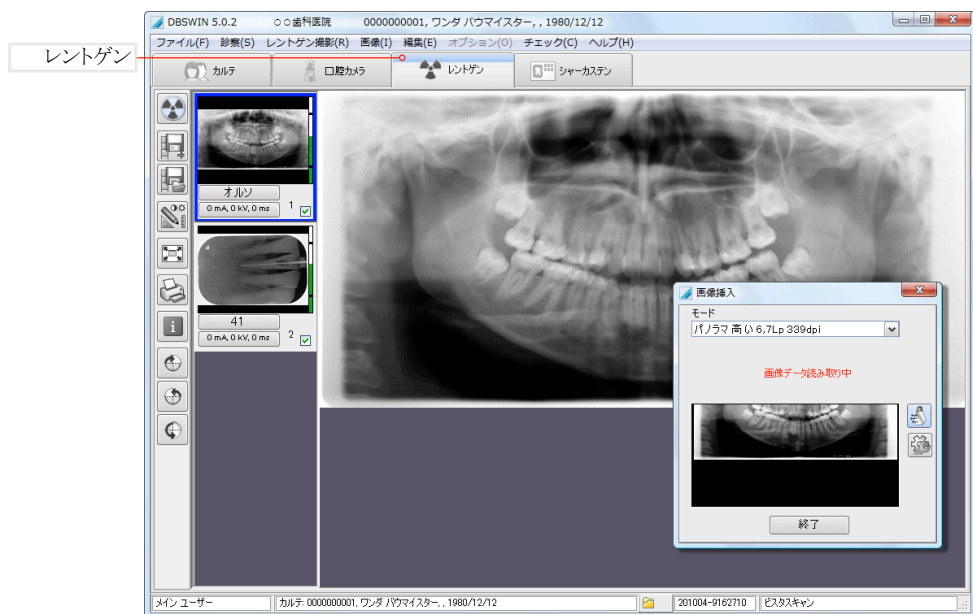 DBSWIN 5.0.2 ○○歯科医院 0000000001, ワンダ バウマイスター, , 1980/12/12
ファイル(F) 診察(S) レントゲン撮影(R) 画像(I) 編集(E) オプション(O) チェック(C) ヘルプ(H)
レントゲン
カルテ 口腔カメラ レントゲン シャーカステン
オルソ
0 mA, 0 kV, 0 ms 1
41
0 mA, 0 kV, 0 ms 2
画像挿入
モード
パノラマ 高い 6,7Lp 339dpi
画像データ読み取り中
終了
メイン ユーザー カルテ: 0000000001, ワンダ バウマイスター, , 1980/12/12 201004-9162710 ビスタスキャン